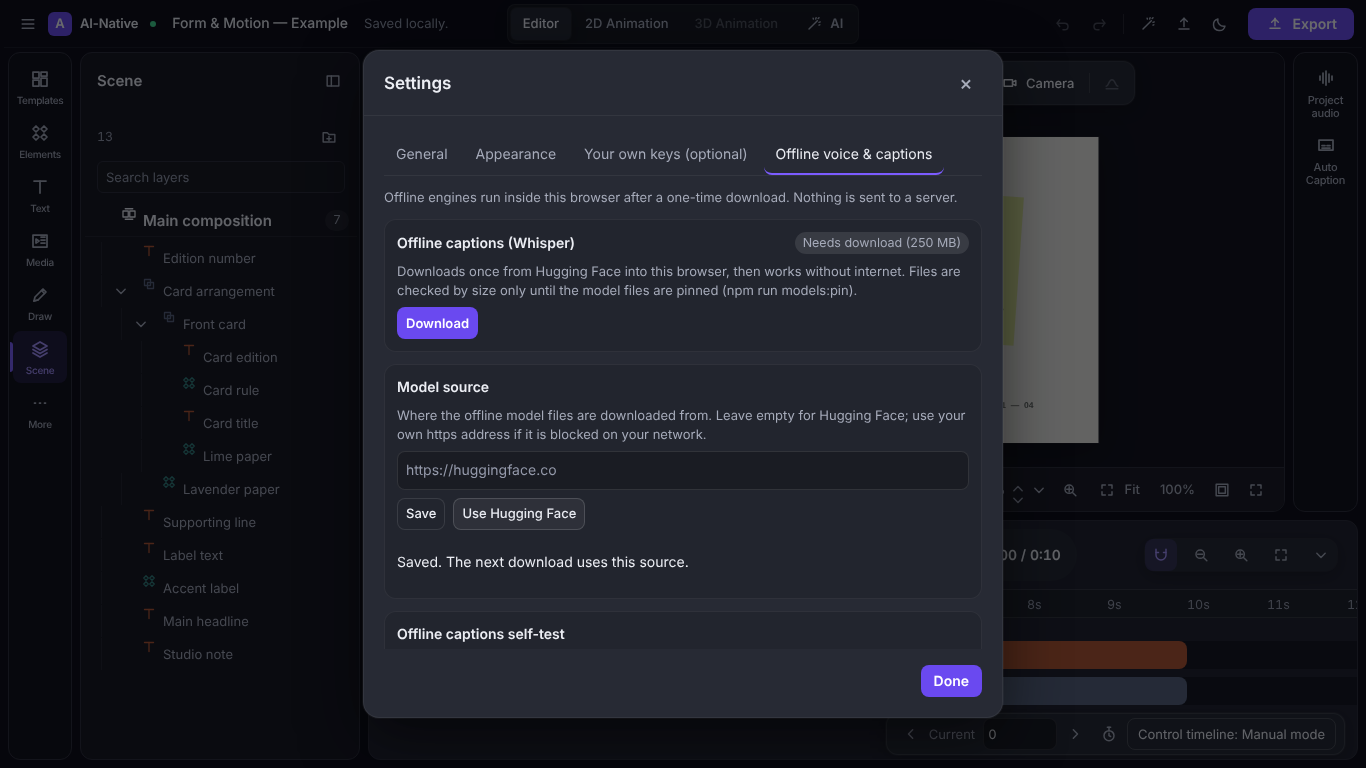 A AI-Native Form & Motion — Example Saved locally. Editor 2D Animation 3D Animation AI Export
Templates
Elements
Text
Media
Draw
Scene
More
Scene
13
Search layers
Main composition 7
Edition number
Card arrangement
Front card
Card edition
Card rule
Card title
Lime paper
Lavender paper
Supporting line
Label text
Accent label
Main headline
Studio note
Settings
General Appearance Your own keys (optional) Offline voice & captions
Offline engines run inside this browser after a one-time download. Nothing is sent to a server.
Offline captions (Whisper) Needs download (250 MB)
Downloads once from Hugging Face into this browser, then works without internet. Files are
checked by size only until the model files are pinned (npm run models:pin).
Download
Model source
Where the offline model files are downloaded from. Leave empty for Hugging Face; use your
own https address if it is blocked on your network.
https://huggingface.co
Save Use Hugging Face
Saved. The next download uses this source.
Offline captions self-test
Done
Camera
— 04
Fit 100%
/ 0:10
8s 9s 10s 11s
Current 0 Control timeline: Manual mode
Project
audio
Auto
Caption